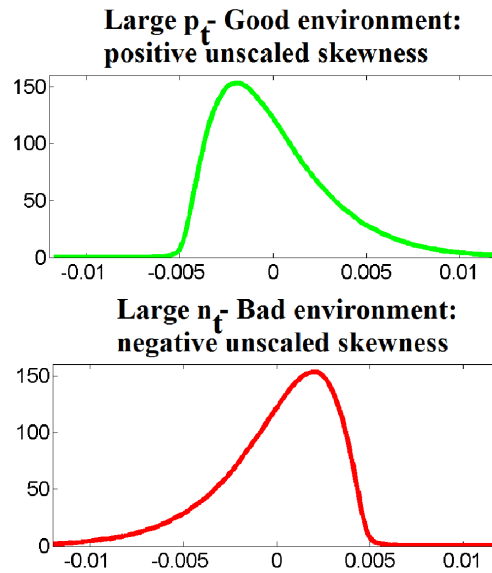 Large pt- Good environment:
positive unscaled skewness
150
100
50
0
-0.01 -0.005 0 0.005 0.01
Large nt- Bad environment:
negative unscaled skewness
150
100
50
0
-0.01 -0.005 0 0.005 0.01